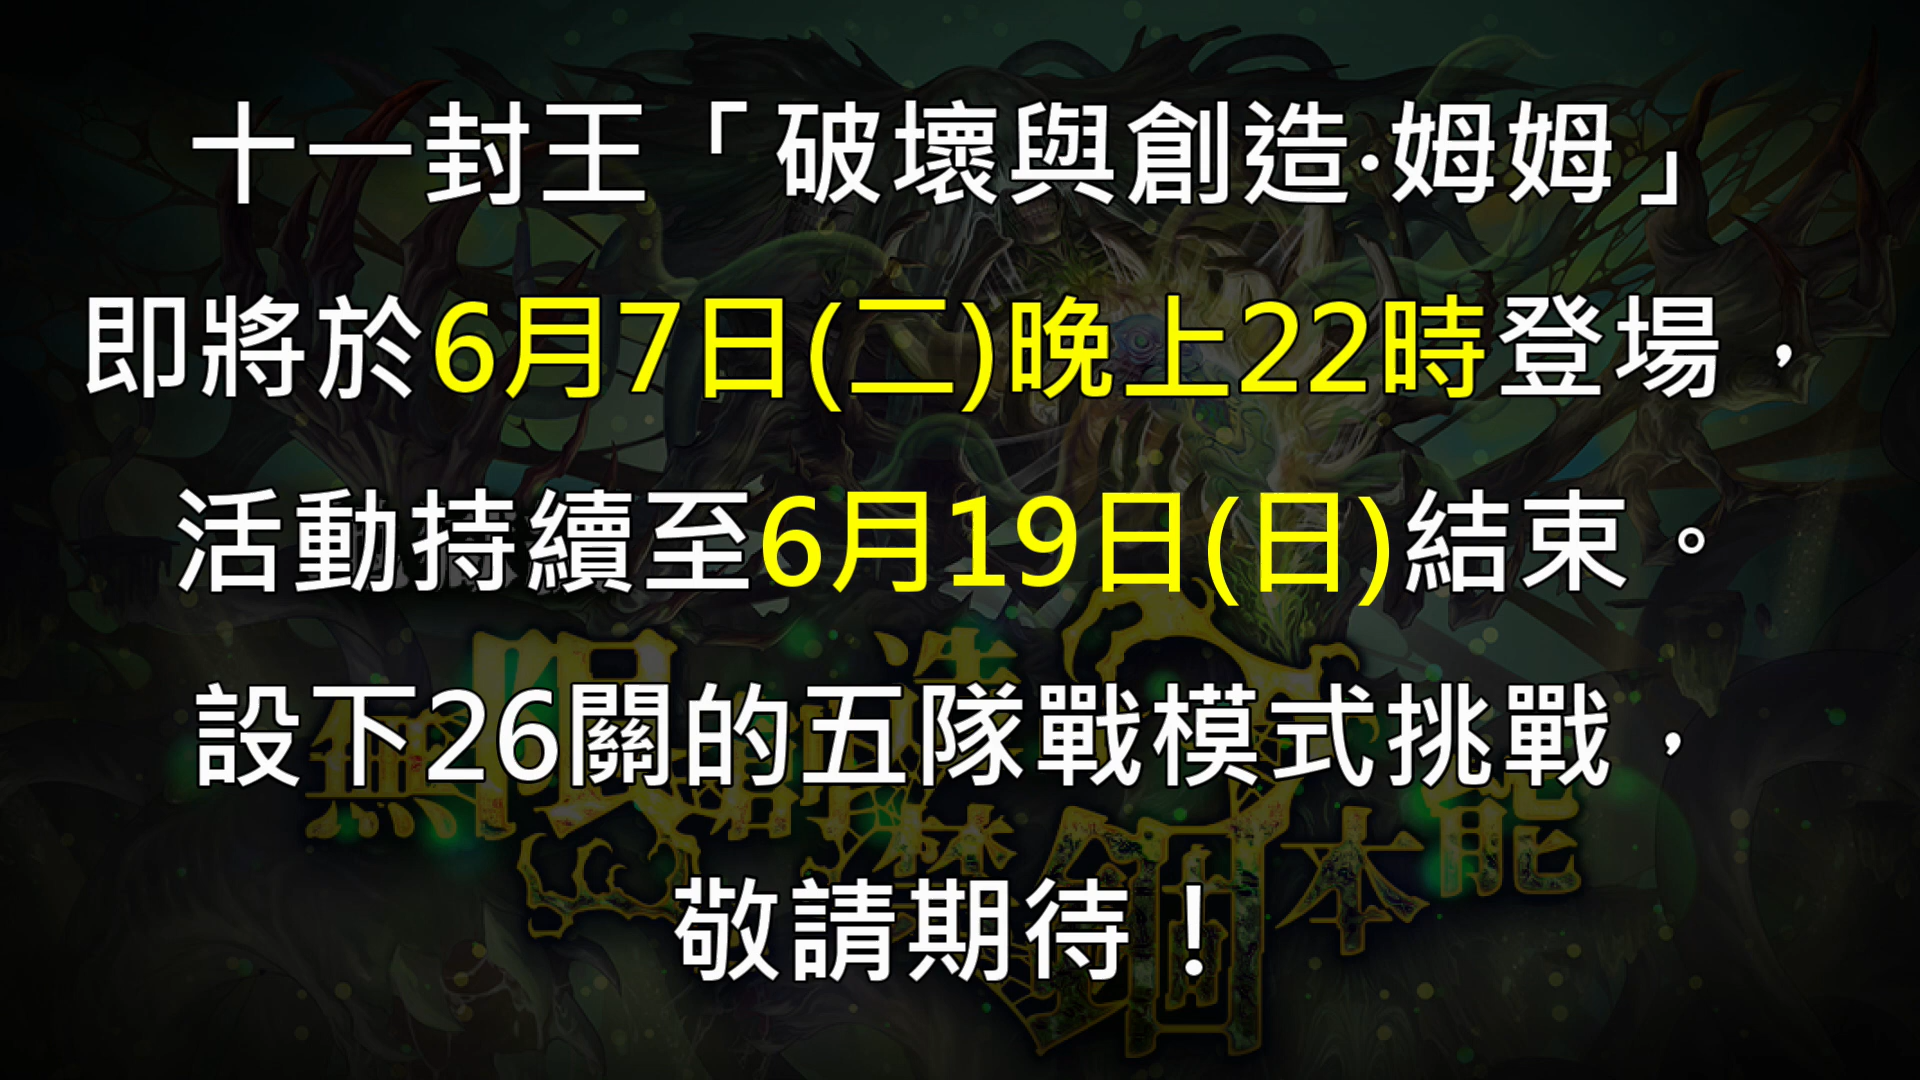 十一封王「破壞與創造·姆姆」
即將於6月7日(二)晚上22時登場，
活動持續至6月19日(日)結束。
設下26關的五隊戰模式挑戰，
敬請期待！